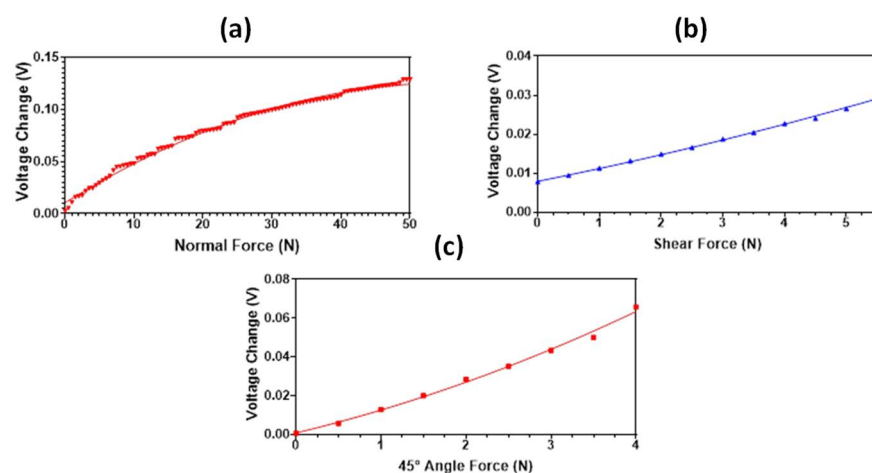 (a)
0.15
0.10
0.05
0.00
Voltage Change (V)
0 10 20 30 40 50
Normal Force (N)
(b)
0.04
0.03
0.02
0.01
0.00
Voltage Change (V)
0 1 2 3 4 5
Shear Force (N)
(c)
0.08
0.06
0.04
0.02
0.00
Voltage Change (V)
0 1 2 3 4
45° Angle Force (N)